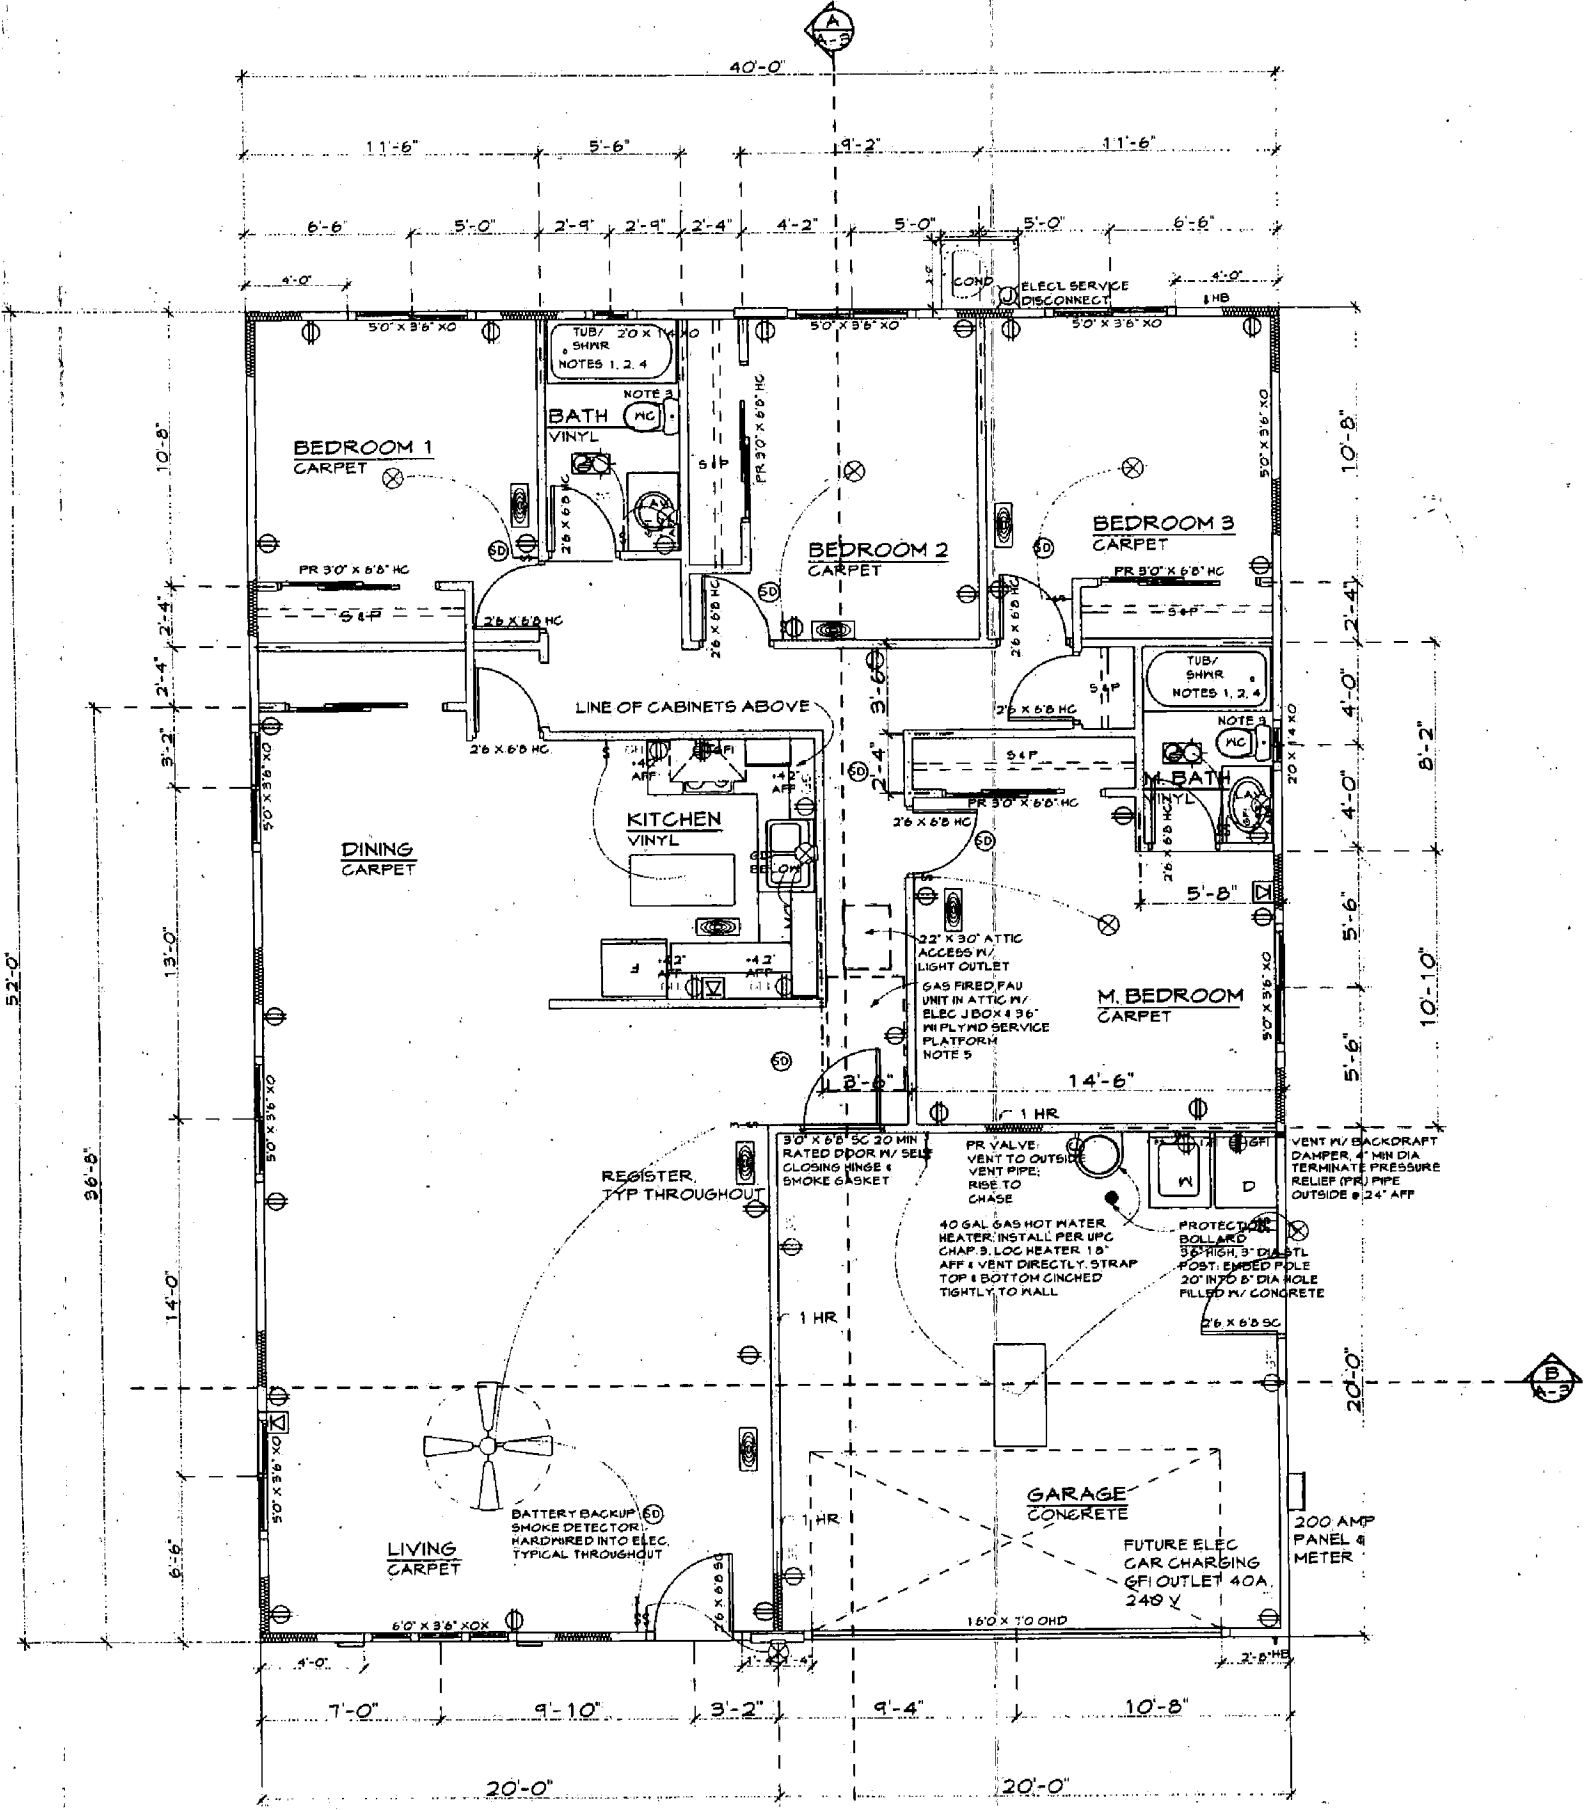 A
A-3
40'-0"
11'-6" 5'-6" 9'-2" 11'-6"
6'-6" 5'-0" 2'-9" 2'-9" 2'-4" 4'-2" 5'-0" 5'-0" 6'-6"
4'-0" 4'-0"
COND
ELECL SERVICE
DISCONNECT
HB
5'0" X 3'6" XO
2'0 X 1'4 XO
5'0" X 3'6" XO
5'0" X 3'6" XO
TUB/
SHWR
NOTES 1, 2, 4
NOTE 3
WC
BATH
VINYL
LAV
BEDROOM 1
CARPET
S & P
PR 3'0" X 6'8" HC
2'6 X 6'8 HC
BEDROOM 2
CARPET
BEDROOM 3
CARPET
5'0" X 3'6" XO
10'-8"
10'-8"
SD
SD
SD
PR 3'0" X 6'8" HC
S & P
2'6 X 6'8 HC
2'6 X 6'8 HC
2'6 X 6'8 HC
PR 3'0" X 6'8" HC
S & P
2'-4"
2'-4"
2'-4"
3'-2"
4'-0"
4'-0"
8'-2"
TUB/
SHWR
NOTES 1, 2, 4
NOTE 3
WC
2'0 X 1'4 XO
M. BATH
VINYL
LAV
GFI
S & P
2'6 X 6'8 HC
LINE OF CABINETS ABOVE
2'6 X 6'8 HC
3'-6"
2'-4"
S & P
PR 3'0" X 6'8" HC
2'6 X 6'8 HC
2'6 X 6'8 HC
SD
SD
GFI
+42"
AFF
+42"
AFF
KITCHEN
VINYL
BELOW
DINING
CARPET
5'0 X 3'6 XO
5'-8"
5'-6"
5'-6"
10'-10"
F
+42"
AFF
+42"
AFF
22" X 30" ATTIC
ACCESS W/
LIGHT OUTLET
GAS FIRED FAU
UNIT IN ATTIC W/
ELEC J BOX & 36"
WI PLYWD SERVICE
PLATFORM
NOTE 5
M. BEDROOM
CARPET
5'0" X 3'6" XO
SD
52'-0"
13'-0"
36'-8"
3'-6"
14'-6"
1 HR
5'0" X 3'6" XO
3'0" X 6'8" SC 20 MIN
RATED DOOR W/ SELF
CLOSING HINGE &
SMOKE GASKET
PR VALVE;
VENT TO OUTSIDE
VENT PIPE;
RISE TO
CHASE
W
D
GFI
VENT W/ BACKDRAFT
DAMPER, 4" MIN DIA
TERMINATE PRESSURE
RELIEF (PR) PIPE
OUTSIDE @ 24" AFF
REGISTER,
TYP THROUGHOUT
40 GAL GAS HOT WATER
HEATER; INSTALL PER UPC
CHAP. 3. LOC HEATER 18"
AFF & VENT DIRECTLY. STRAP
TOP & BOTTOM CINCHED
TIGHTLY TO WALL
PROTECTION
BOLLARD
36" HIGH, 3" DIA STL
POST; EMBED POLE
20" INTO 8" DIA HOLE
FILLED W/ CONCRETE
2'6 X 6'8 SC
1 HR
14'-0"
20'-0"
B
A-3
5'0" X 3'6" XO
1 HR
GARAGE
CONCRETE
200 AMP
PANEL &
METER
FUTURE ELEC
CAR CHARGING
GFI OUTLET 40A,
240 V
BATTERY BACKUP SD
SMOKE DETECTOR,
HARDWIRED INTO ELEC.
TYPICAL THROUGHOUT
LIVING
CARPET
6'-6"
6'0" X 3'6" XOX
2'6 X 6'8 SC
16'0 X 7'0 OHD
4'-0" 1'-4" 1'-4" 2'-8" HB
7'-0" 9'-10" 3'-2" 9'-4" 10'-8"
20'-0" 20'-0"